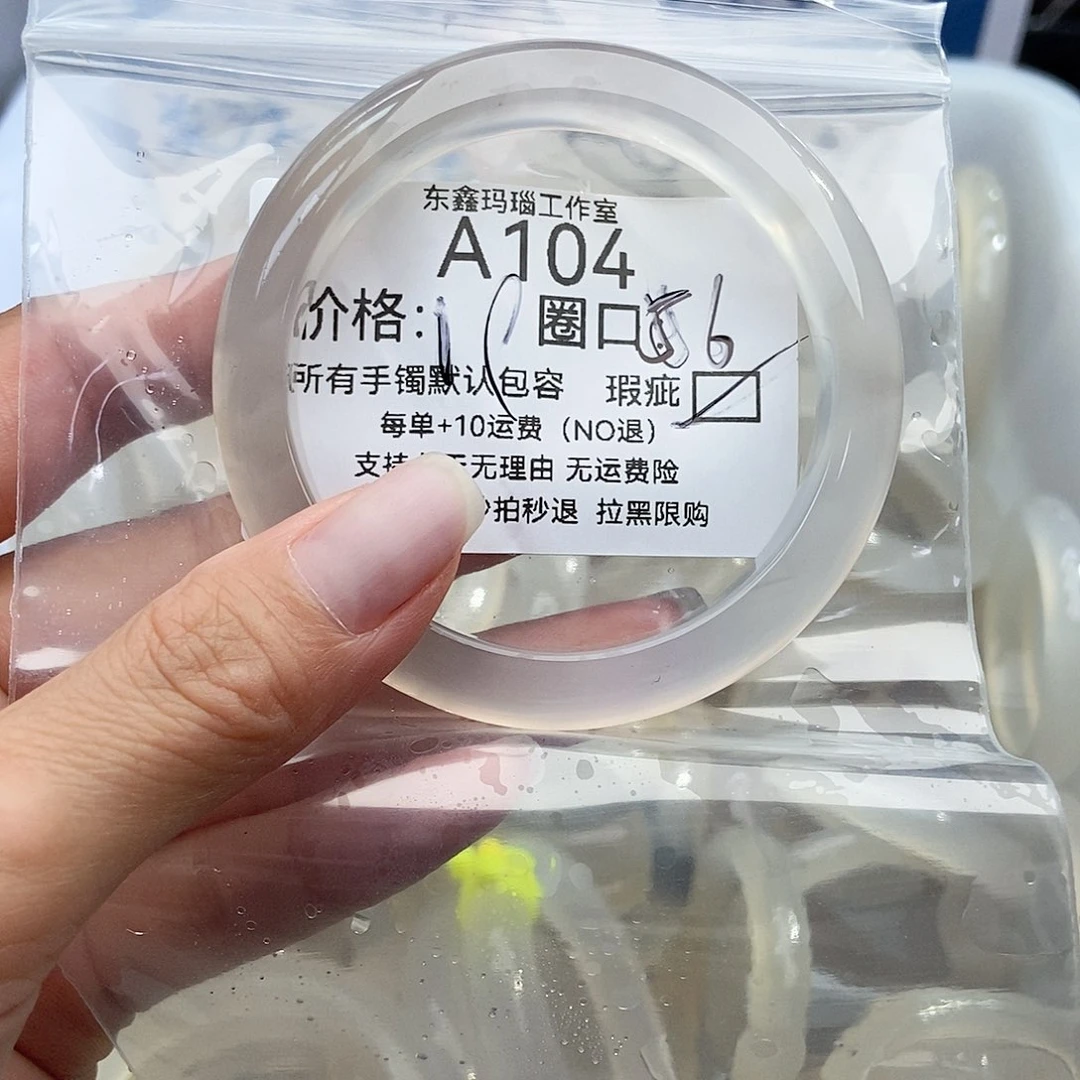 东鑫玛瑙工作室
A104
价格: 圈口 56
所有手镯默认包容 瑕疵
每单+10运费 (NO退)
支持 无理由 无运费险
秒拍秒退 拉黑限购